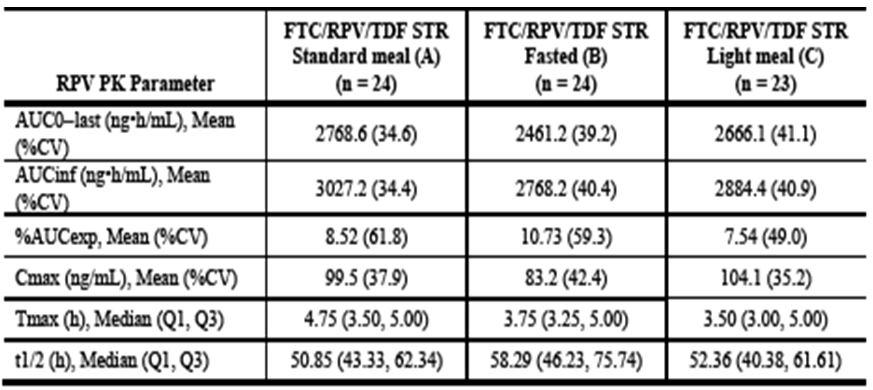 FTC/RPV/TDF STR FTC/RPV/TDF STR FTC/RPV/TDF STR
Standard meal (A) Fasted (B) Light meal (C)
RPV PK Parameter (n = 24) (n = 24) (n = 23)
AUC0–last (ng•h/mL), Mean
(%CV) 2768.6 (34.6) 2461.2 (39.2) 2666.1 (41.1)
AUCinf (ng•h/mL), Mean
(%CV) 3027.2 (34.4) 2768.2 (40.4) 2884.4 (40.9)
%AUCexp, Mean (%CV) 8.52 (61.8) 10.73 (59.3) 7.54 (49.0)
Cmax (ng/mL), Mean (%CV) 99.5 (37.9) 83.2 (42.4) 104.1 (35.2)
Tmax (h), Median (Q1, Q3) 4.75 (3.50, 5.00) 3.75 (3.25, 5.00) 3.50 (3.00, 5.00)
t1/2 (h), Median (Q1, Q3) 50.85 (43.33, 62.34) 58.29 (46.23, 75.74) 52.36 (40.38, 61.61)